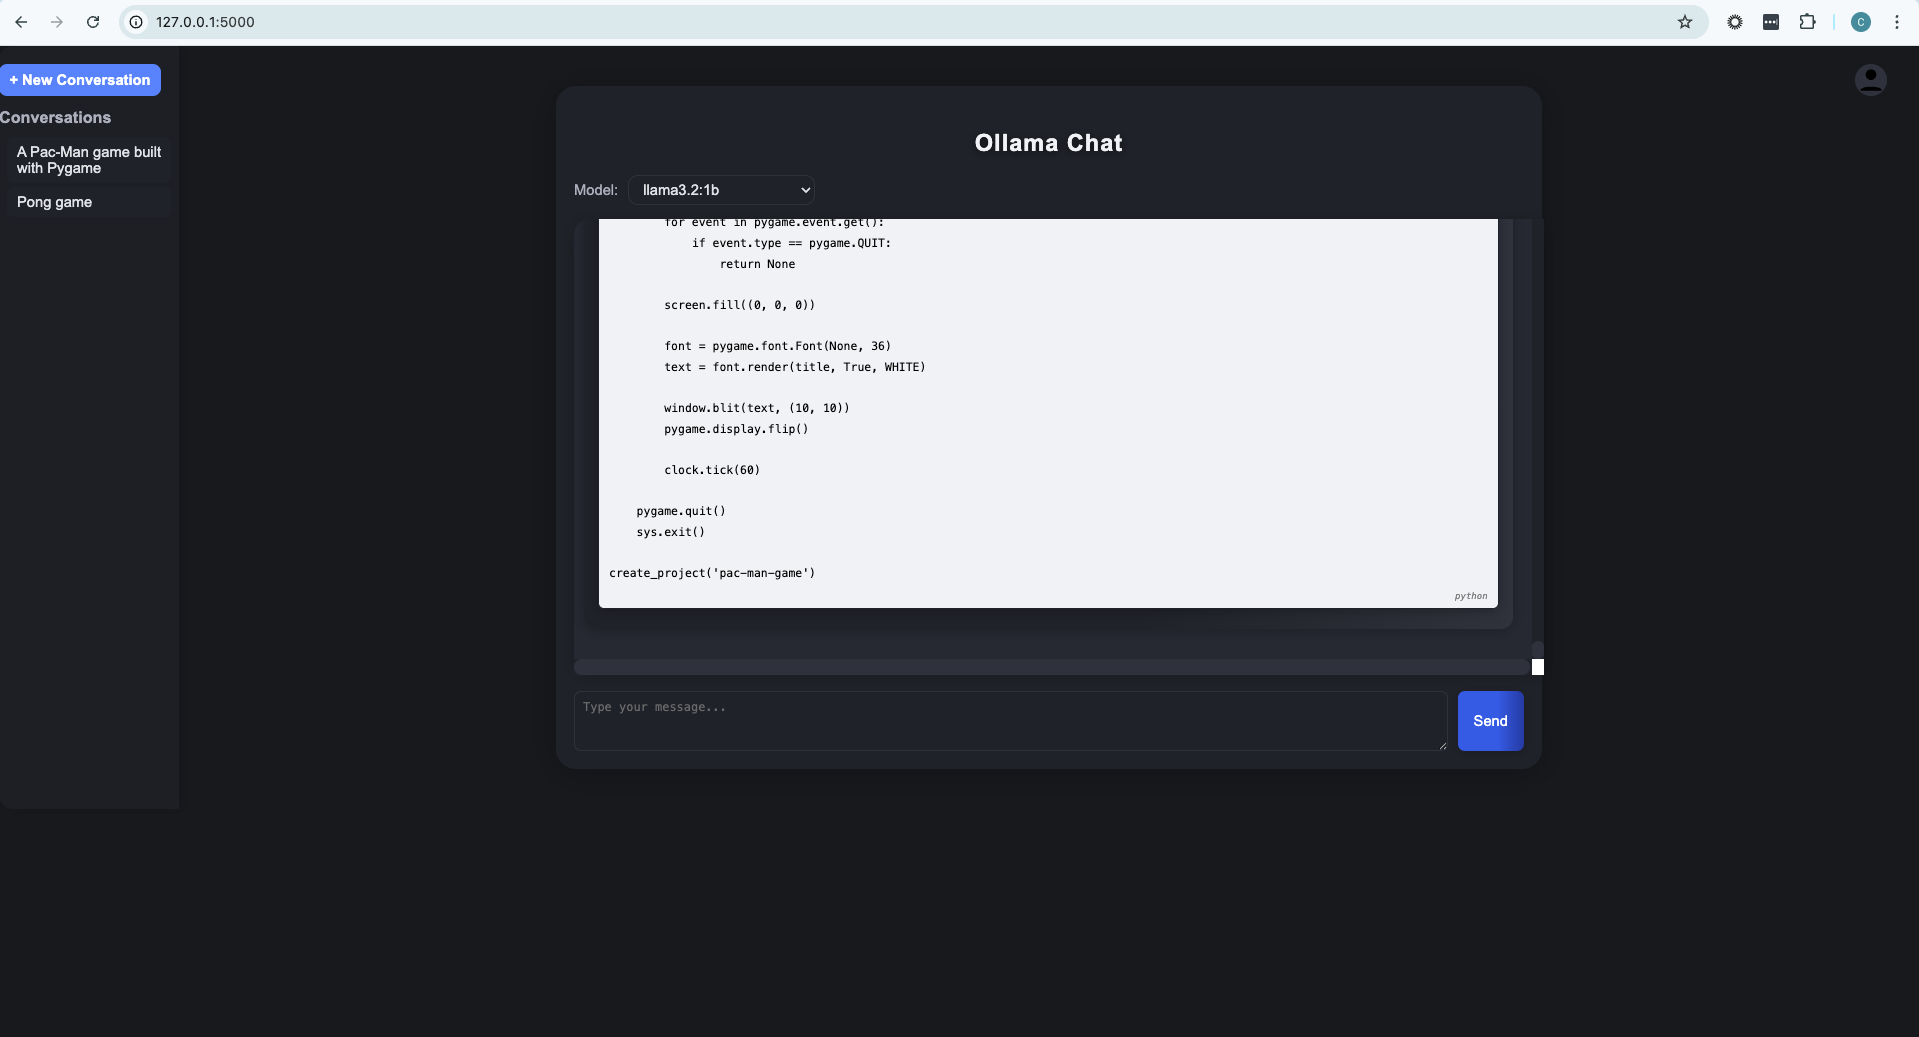 127.0.0.1:5000
C
+ New Conversation
Conversations
A Pac-Man game built
with Pygame
Pong game
Ollama Chat
Model: llama3.2:1b
for event in pygame.event.get():
if event.type == pygame.QUIT:
return None
screen.fill((0, 0, 0))
font = pygame.font.Font(None, 36)
text = font.render(title, True, WHITE)
window.blit(text, (10, 10))
pygame.display.flip()
clock.tick(60)
pygame.quit()
sys.exit()
create_project('pac-man-game')
python
Type your message...
Send